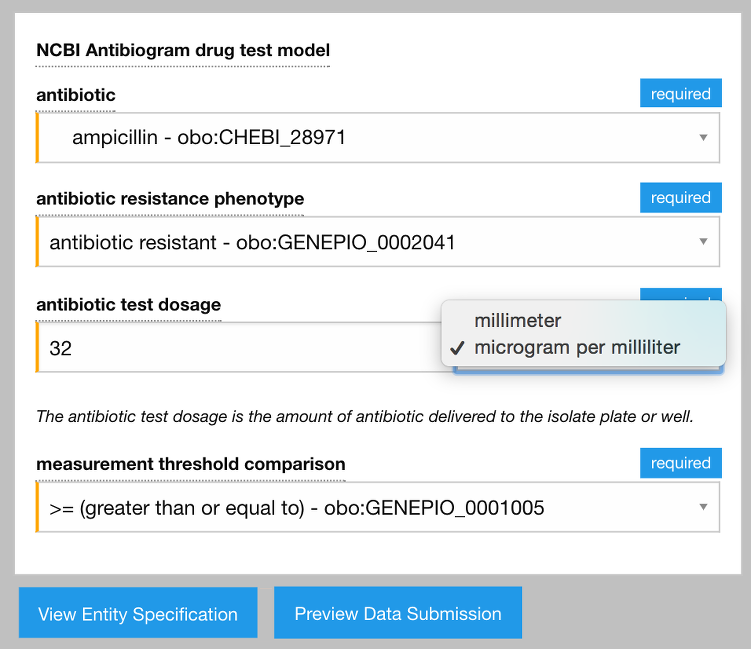 NCBI Antibiogram drug test model
antibiotic required
ampicillin - obo:CHEBI_28971
antibiotic resistance phenotype required
antibiotic resistant - obo:GENEPIO_0002041
antibiotic test dosage
millimeter
32 ✓ microgram per milliliter
The antibiotic test dosage is the amount of antibiotic delivered to the isolate plate or well.
measurement threshold comparison required
>= (greater than or equal to) - obo:GENEPIO_0001005
View Entity Specification Preview Data Submission